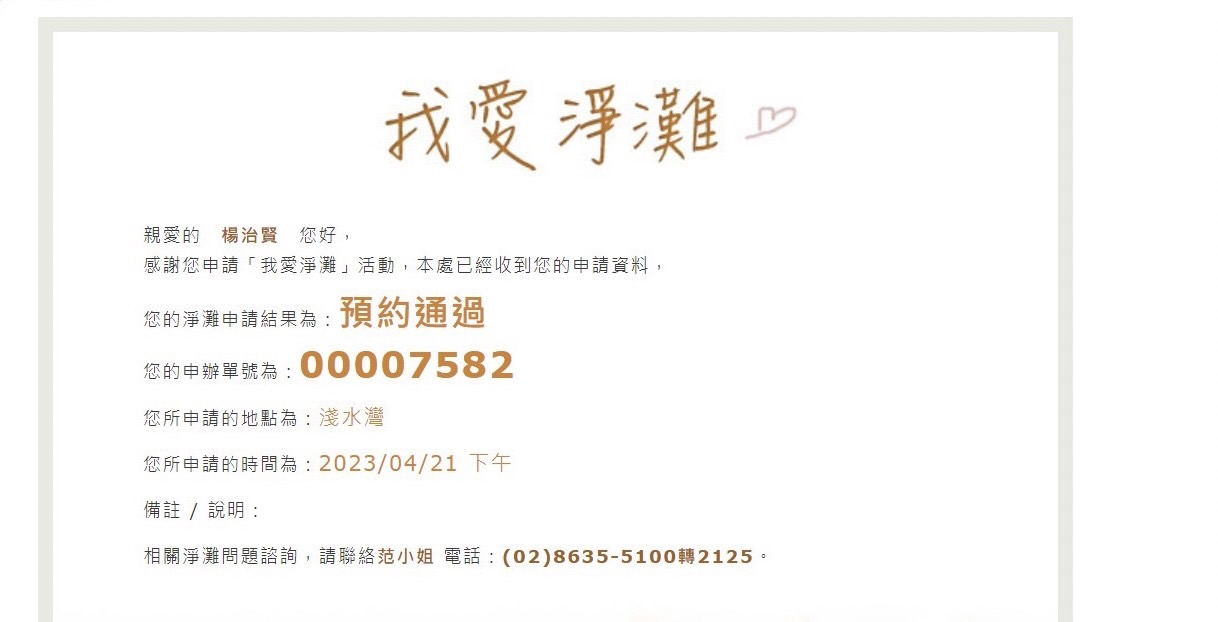 我愛淨灘
親愛的 楊治賢 您好，
感謝您申請「我愛淨灘」活動，本處已經收到您的申請資料，
您的淨灘申請結果為：預約通過
您的申辦單號為：00007582
您所申請的地點為：淺水灣
您所申請的時間為：2023/04/21 下午
備註 / 說明：
相關淨灘問題諮詢，請聯絡范小姐 電話：(02)8635-5100轉2125。